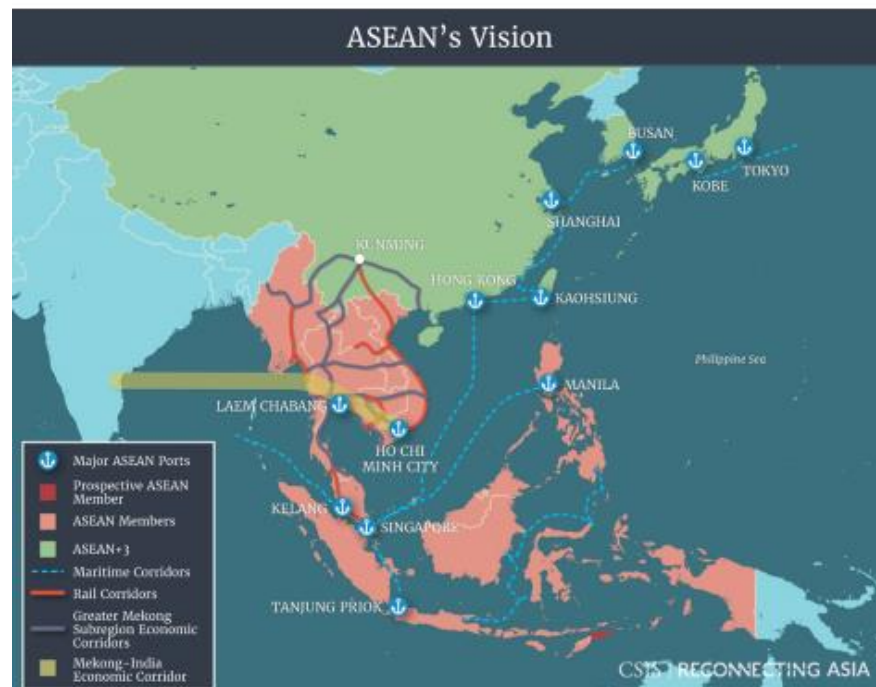 ASEAN's Vision
BUSAN
KOBE
TOKYO
SHANGHAI
KUNMING
HONG KONG
KAOHSIUNG
Philippine Sea
MANILA
LAEM CHABANG
HO CHI
MINH CITY
KELANG
SINGAPORE
TANJUNG PRIOK
Major ASEAN Ports
Prospective ASEAN
Member
ASEAN Members
ASEAN+3
Maritime Corridors
Rail Corridors
Greater Mekong
Subregion Economic
Corridors
Mekong-India
Economic Corridor
CSIS | RECONNECTING ASIA